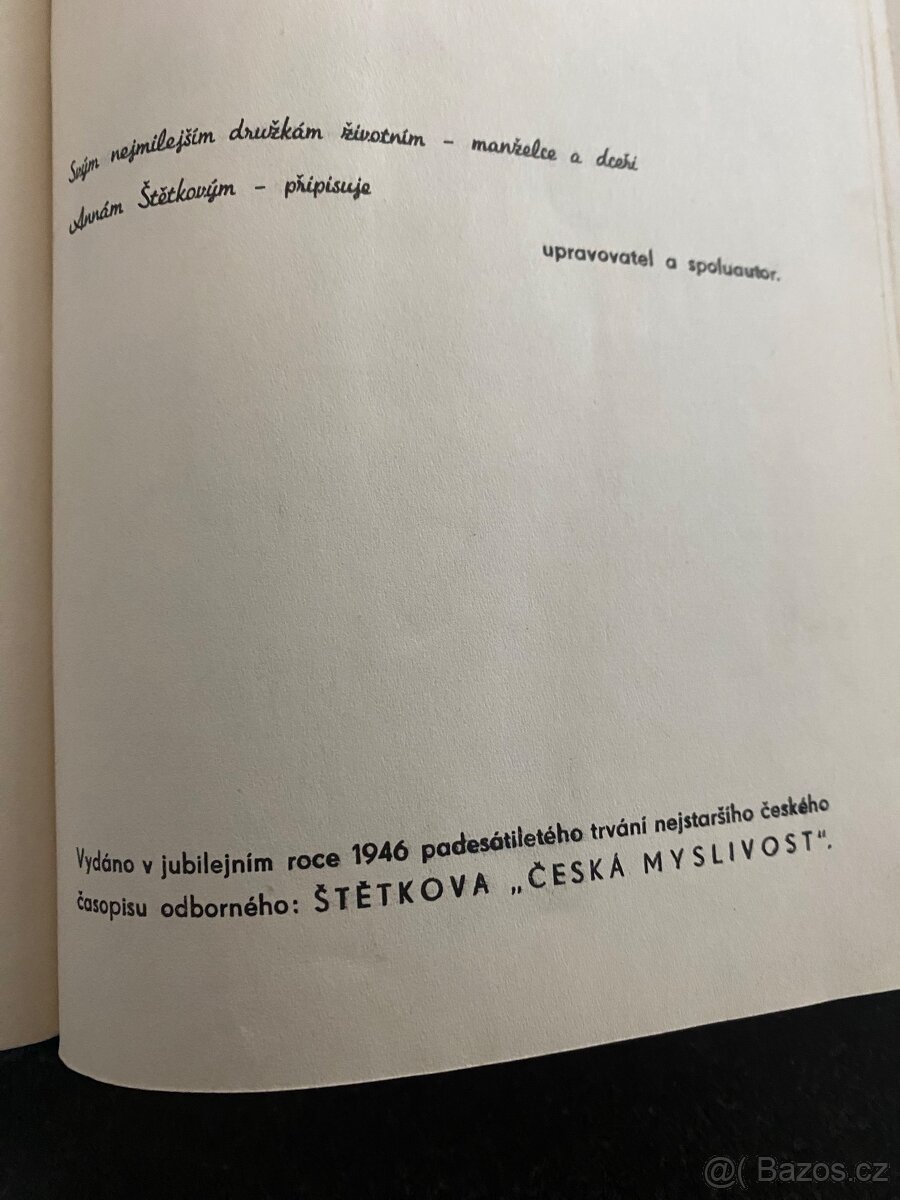 Svým nejmilejším družkám životním – manželce a dceři
Annám Štětkovým – připisuje
upravovatel a spoluautor.
Vydáno v jubilejním roce 1946 padesátiletého trvání nejstaršího českého
časopisu odborného: ŠTĚTKOVA „ČESKÁ MYSLIVOST“.
@( Bazos.cz